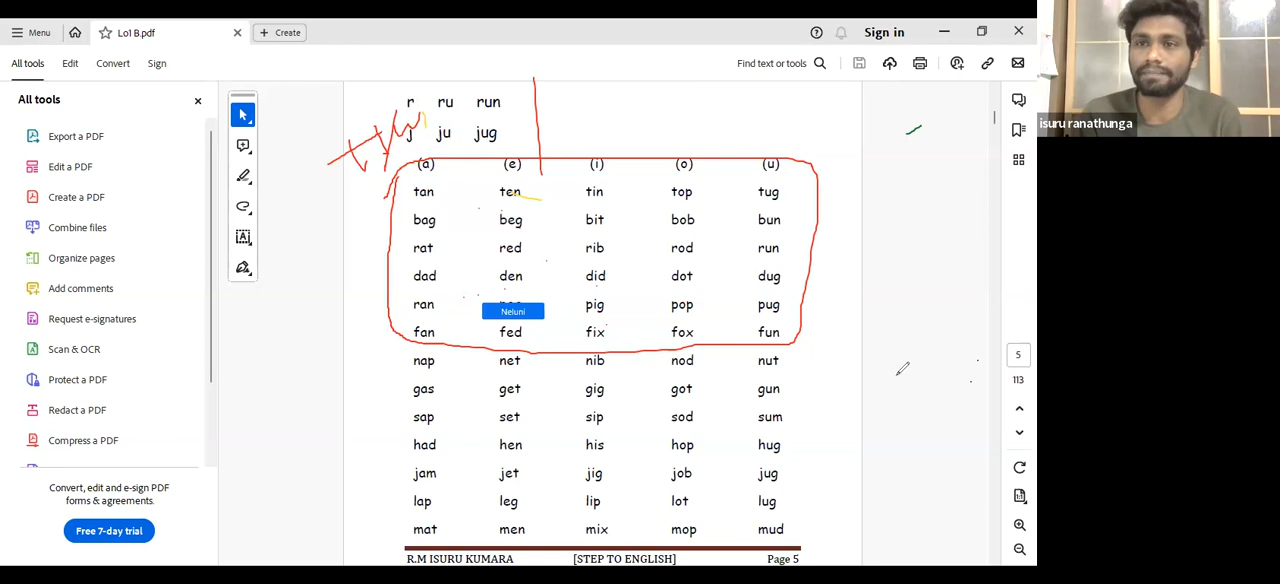 Menu
Lo1 B.pdf
Create
Sign in
All tools Edit Convert Sign
Find text or tools
All tools
Export a PDF
Edit a PDF
Create a PDF
Combine files
Organize pages
Add comments
Request e-signatures
Scan & OCR
Protect a PDF
Redact a PDF
Compress a PDF
Convert, edit and e-sign PDF
forms & agreements.
Free 7-day trial
r ru run
j ju jug
(a) (e) (i) (o) (u)
tan ten tin top tug
bag beg bit bob bun
rat red rib rod run
dad den did dot dug
ran pig pop pug
Neluni
fan fed fix fox fun
nap net nib nod nut
gas get gig got gun
sap set sip sod sum
had hen his hop hug
jam jet jig job jug
lap leg lip lot lug
mat men mix mop mud
R.M ISURU KUMARA [STEP TO ENGLISH] Page 5
5
113
isuru ranathunga